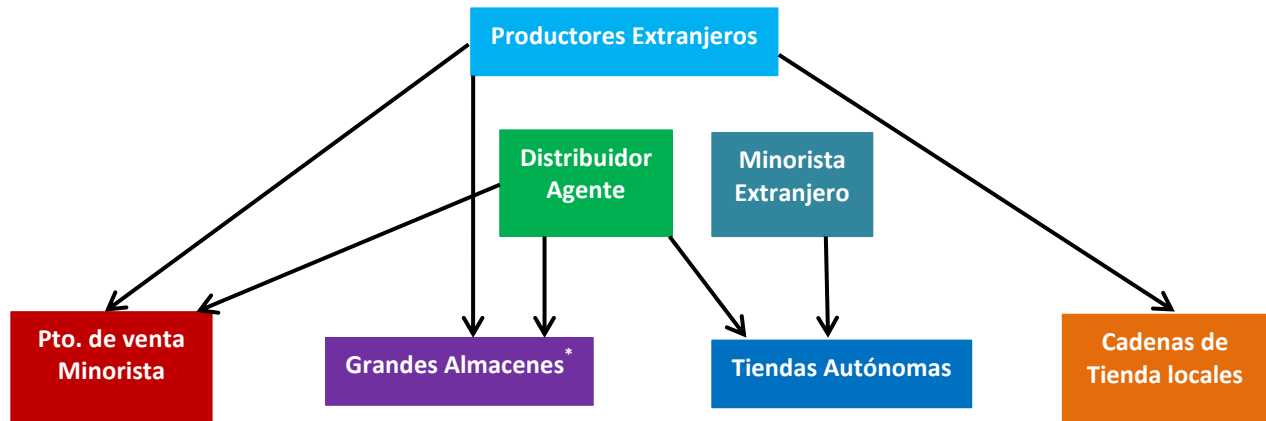 Productores Extranjeros
Distribuidor
Agente
Minorista
Extranjero
Pto. de venta
Minorista
Grandes Almacenes*
Tiendas Autónomas
Cadenas de
Tienda locales